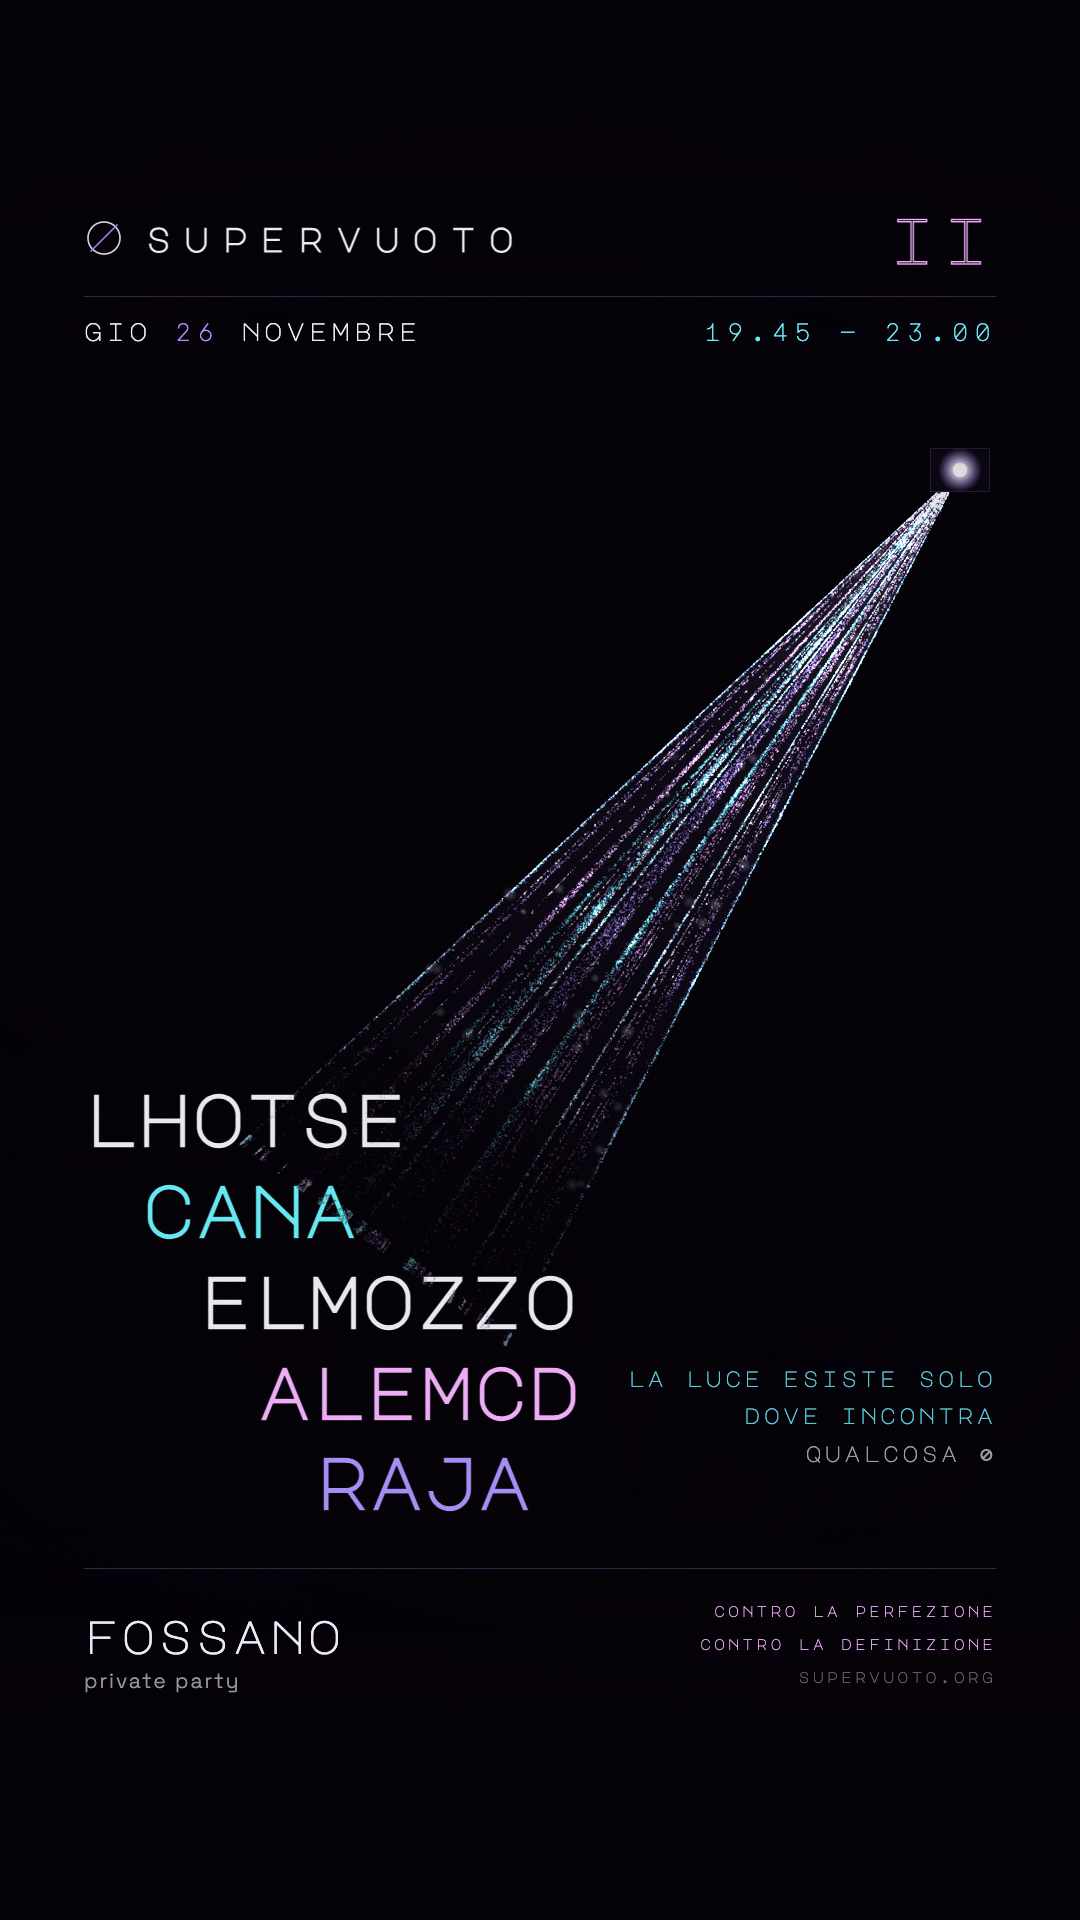 Ø SUPERVUOTO
II
GIO 26 NOVEMBRE
19.45 — 23.00
LHOTSE
CANA
ELMOZZO
ALEMCD
RAJA
LA LUCE ESISTE SOLO
DOVE INCONTRA
QUALCOSA Ø
FOSSANO
private party
CONTRO LA PERFEZIONE
CONTRO LA DEFINIZIONE
SUPERVUOTO.ORG